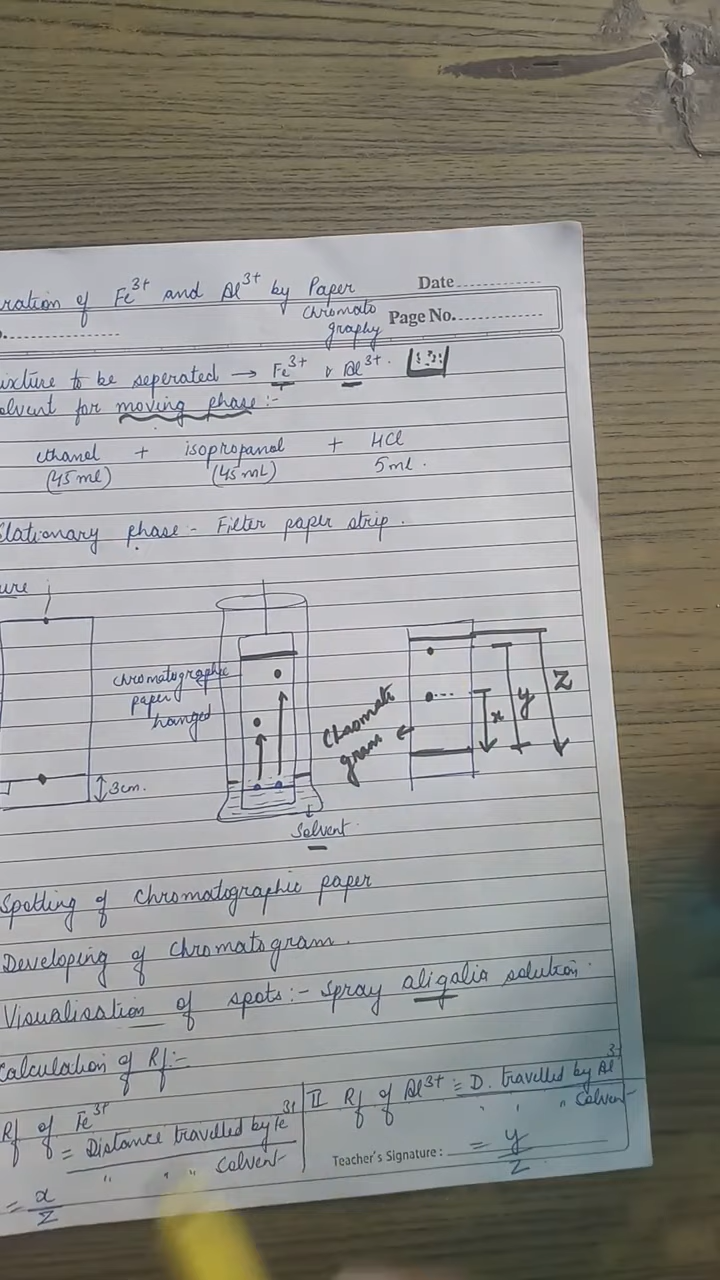 ration of Fe³⁺ and Al³⁺ by Paper
Chromato
graphy
Date
Page No.
ixture to be seperated → Fe³⁺ & Al³⁺.
olvent for moving phase :-
ethanol + isopropanol + HCl
(45 ml) (45 mL) 5ml.
Stationary phase - Filter paper strip.
ure
chromatographic
paper
hanged
3cm.
Solvent
Chromato
gram
x
y
Z
Spotting of Chromatographic paper
Developing of Chromatogram.
Visualisation of spots:- Spray aligalia solution.
Calculation of Rf:-
Rf of Fe³⁺
= Distance travelled by Fe³⁺
" " " Solvent
= x
Z
II Rf of Al³⁺ = D. travelled by Al³⁺
" " " Solvent
Teacher's Signature :
= y
Z